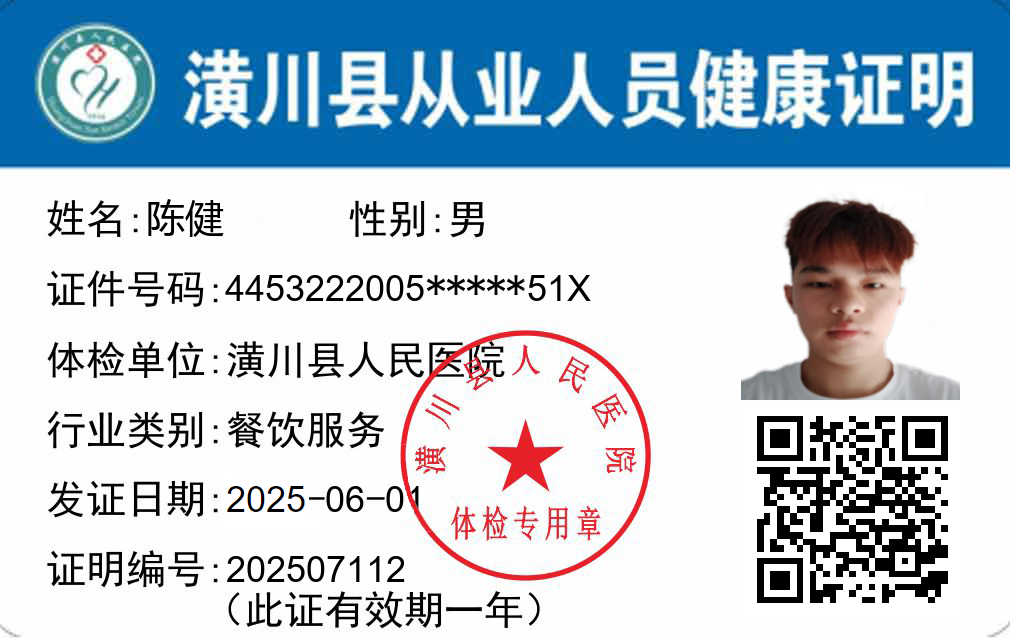 潢川县从业人员健康证明
姓名:陈健 性别:男
证件号码:4453222005*****51X
体检单位:潢川县人民医院
行业类别:餐饮服务
发证日期:2025-06-01
证明编号:202507112
（此证有效期一年）
潢川县人民医院
体检专用章